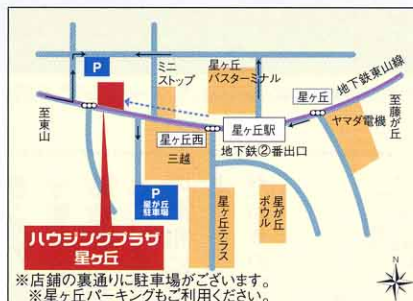 P
ミニ
ストップ
星ヶ丘
バスターミナル
地下鉄東山線
星ヶ丘
至東山
至藤が丘
星ヶ丘西
星ヶ丘駅
ヤマダ電機
三越
地下鉄②番出口
P
星が丘
駐車場
星ヶ丘テラス
星が丘
ボウル
ハウジングプラザ
星ヶ丘
N
※店舗の裏通りに駐車場がございます。
※星ヶ丘パーキングもご利用ください。